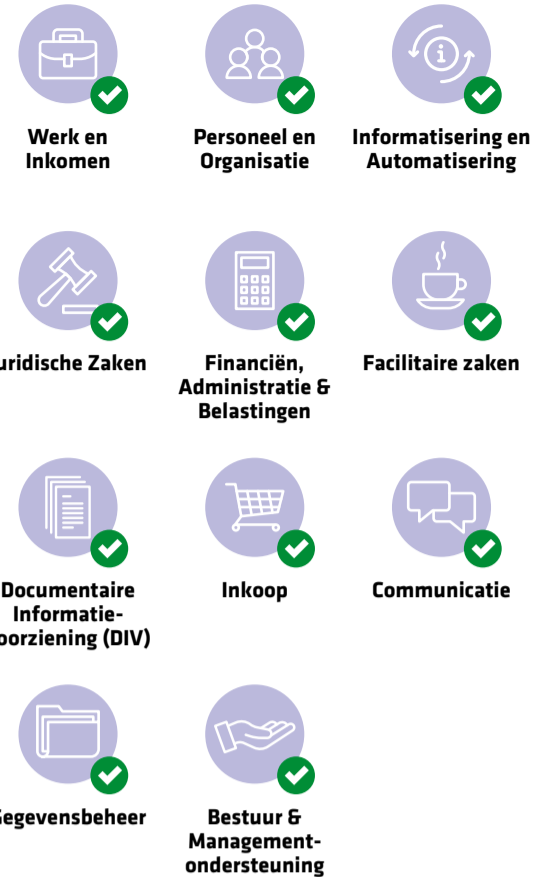 Werk en
Inkomen
Personeel en
Organisatie
Informatisering en
Automatisering
uridische Zaken
Financiën,
Administratie &
Belastingen
Facilitaire zaken
Documentaire
Informatie-
oorziening (DIV)
Inkoop
Communicatie
Gegevensbeheer
Bestuur &
Management-
ondersteuning